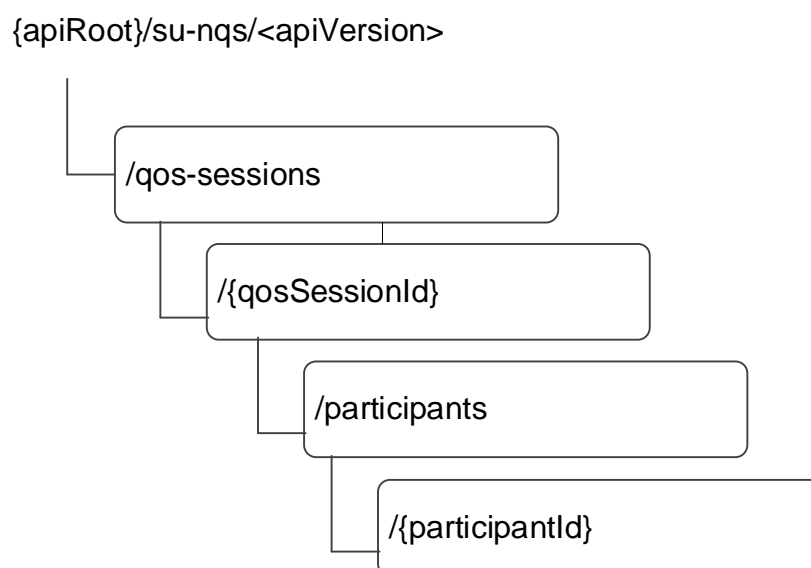 {apiRoot}/su-nqs/<apiVersion>
/qos-sessions
/{qosSessionId}
/participants
/{participantId}